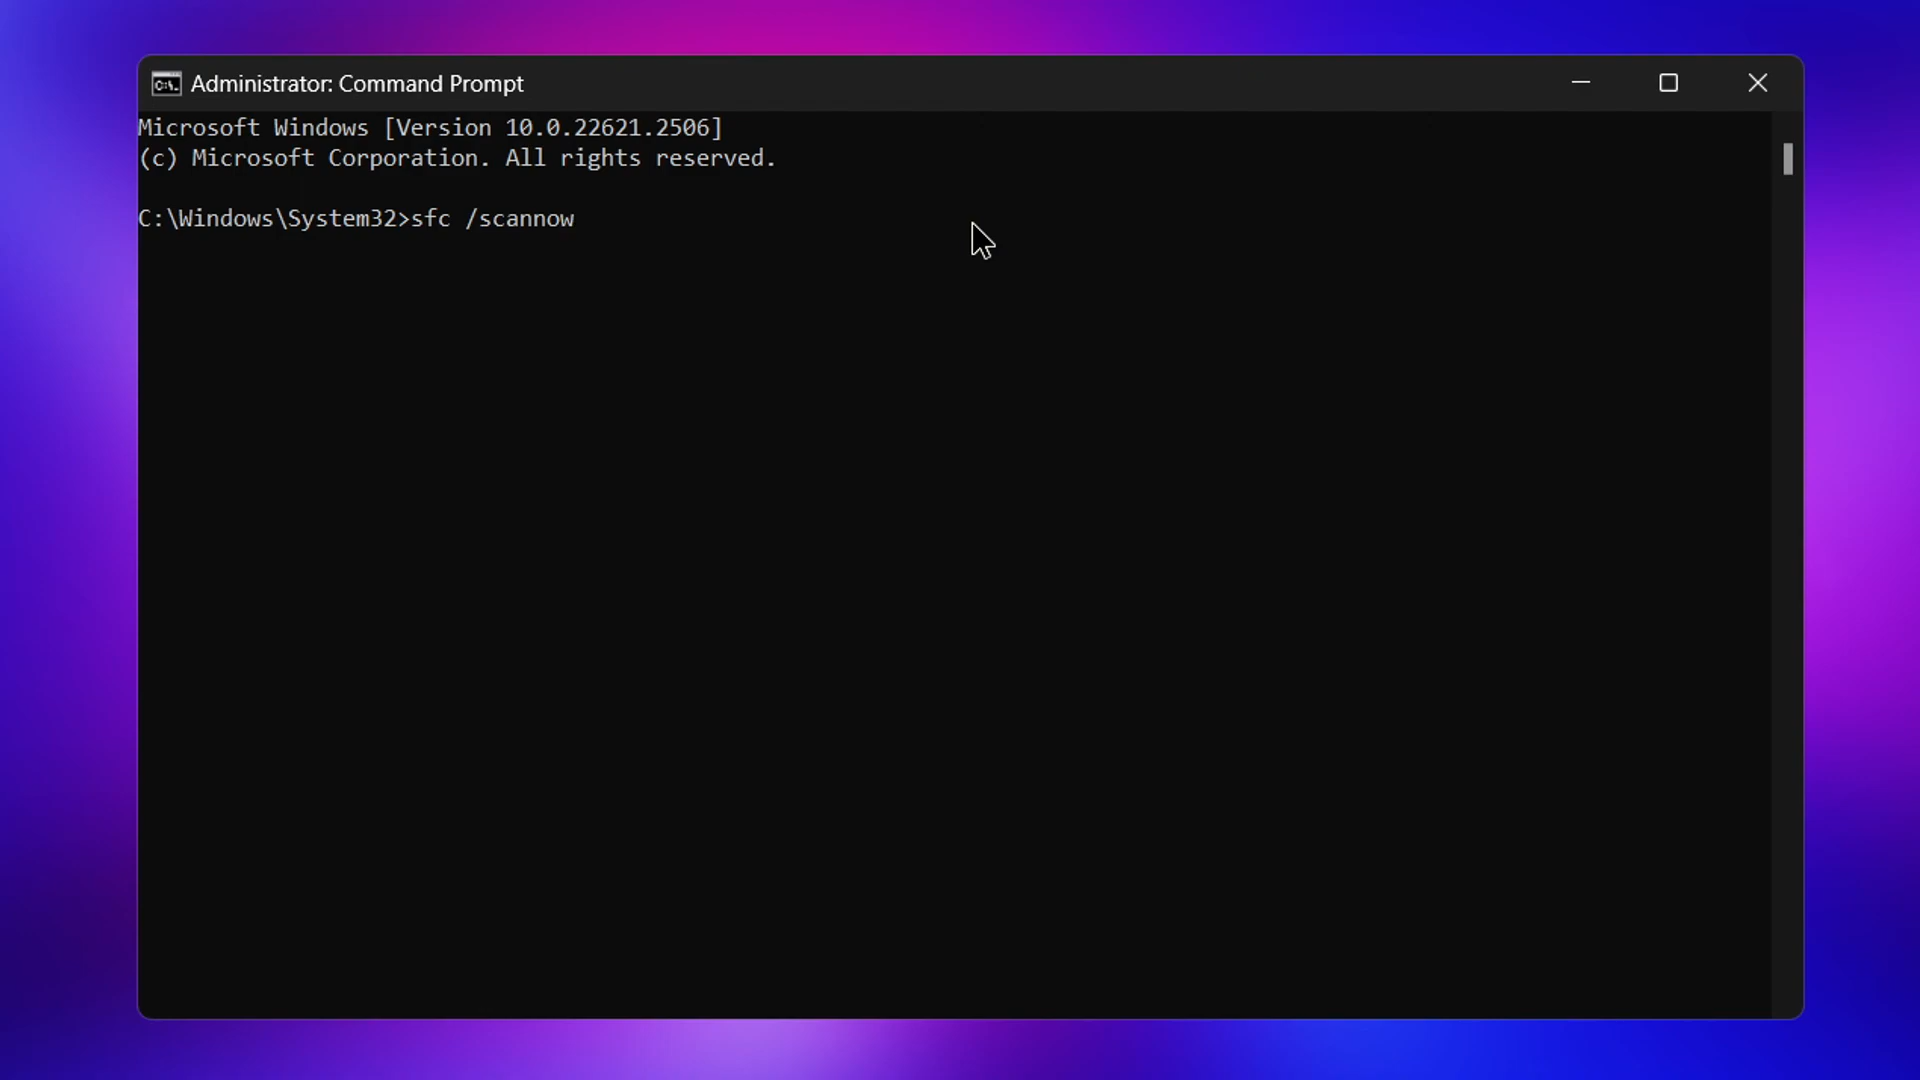 Administrator: Command Prompt
Microsoft Windows [Version 10.0.22621.2506]
(c) Microsoft Corporation. All rights reserved.
C:\Windows\System32>sfc /scannow